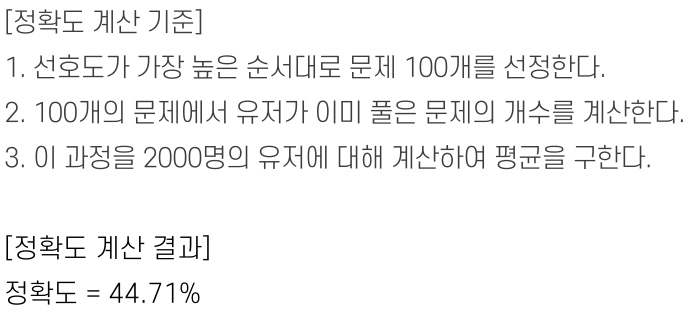 [정확도 계산 기준]
1. 선호도가 가장 높은 순서대로 문제 100개를 선정한다.
2. 100개의 문제에서 유저가 이미 풀은 문제의 개수를 계산한다.
3. 이 과정을 2000명의 유저에 대해 계산하여 평균을 구한다.
[정확도 계산 결과]
정확도 = 44.71%